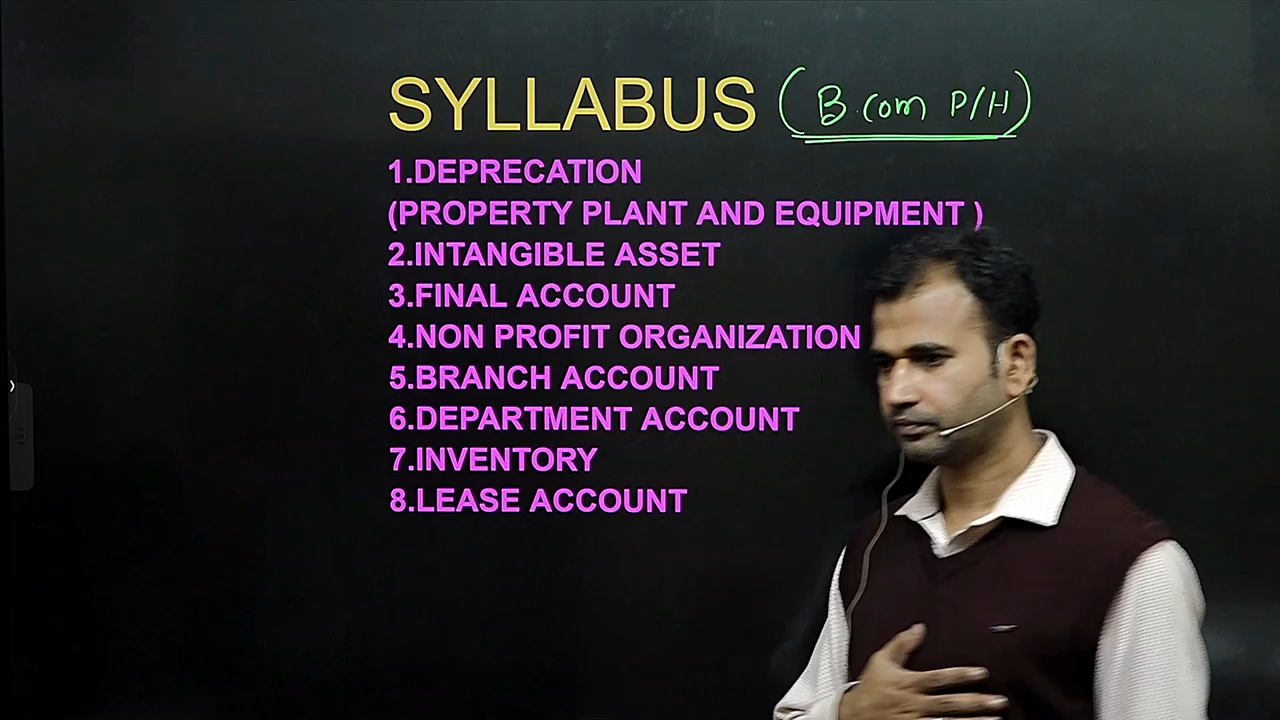 SYLLABUS (B.com P/H)
1.DEPRECATION
(PROPERTY PLANT AND EQUIPMENT )
2.INTANGIBLE ASSET
3.FINAL ACCOUNT
4.NON PROFIT ORGANIZATION
5.BRANCH ACCOUNT
6.DEPARTMENT ACCOUNT
7.INVENTORY
8.LEASE ACCOUNT